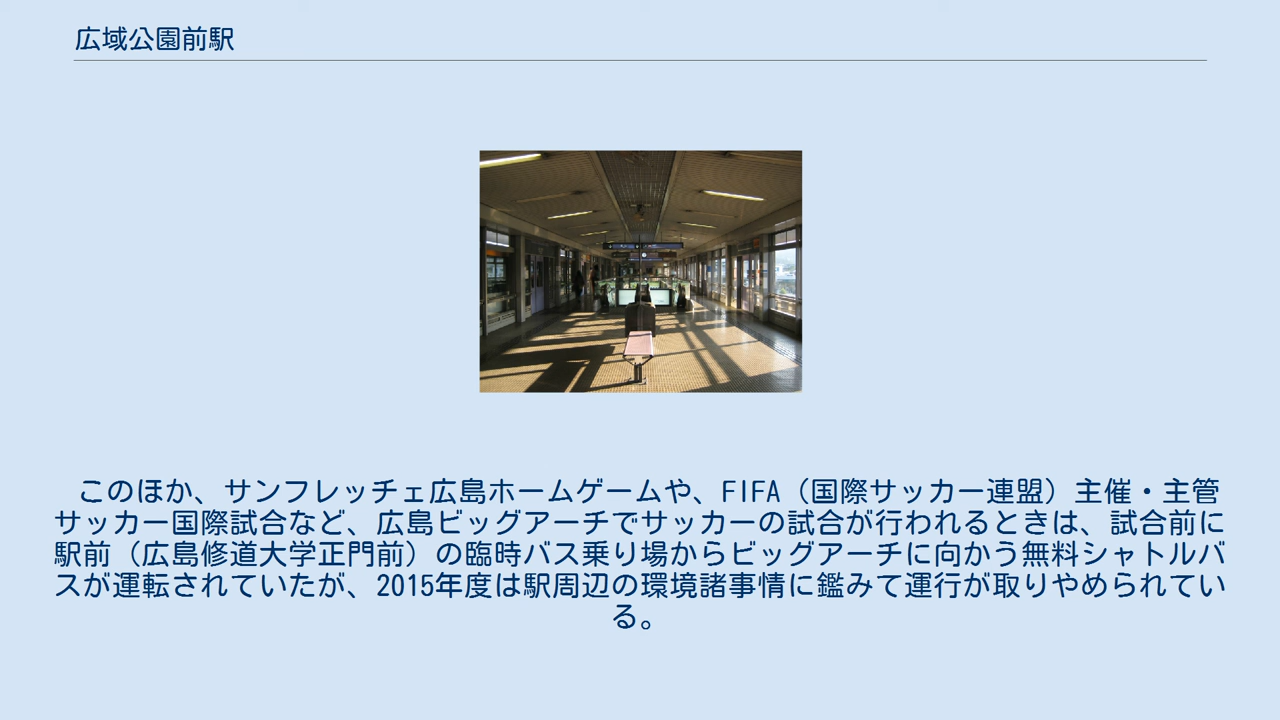 広域公園前駅
このほか、サンフレッチェ広島ホームゲームや、FIFA（国際サッカー連盟）主催・主管
サッカー国際試合など、広島ビッグアーチでサッカーの試合が行われるときは、試合前に
駅前（広島修道大学正門前）の臨時バス乗り場からビッグアーチに向かう無料シャトルバ
スが運転されていたが、2015年度は駅周辺の環境諸事情に鑑みて運行が取りやめられてい
る。